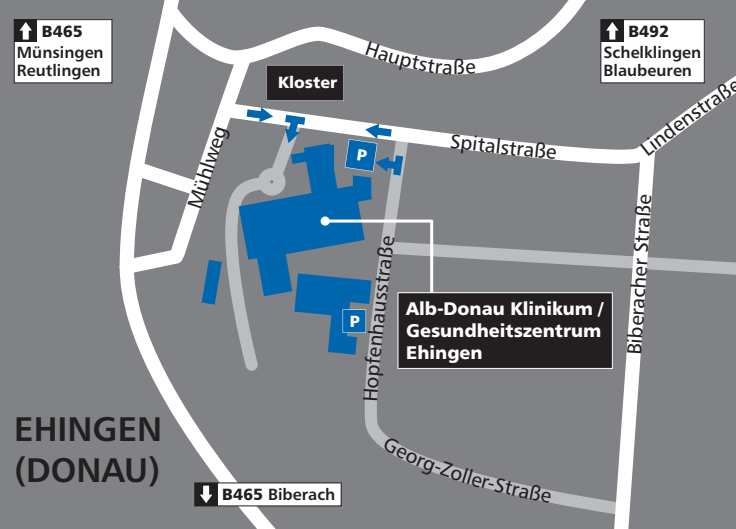 B465
Münsingen
Reutlingen
B492
Schelklingen
Blaubeuren
Hauptstraße
Kloster
Lindenstraße
Spitalstraße
Mühlweg
P
Biberacher Straße
Hopfenhausstraße
Alb-Donau Klinikum /
Gesundheitszentrum
Ehingen
P
EHINGEN
(DONAU)
Georg-Zoller-Straße
B465 Biberach